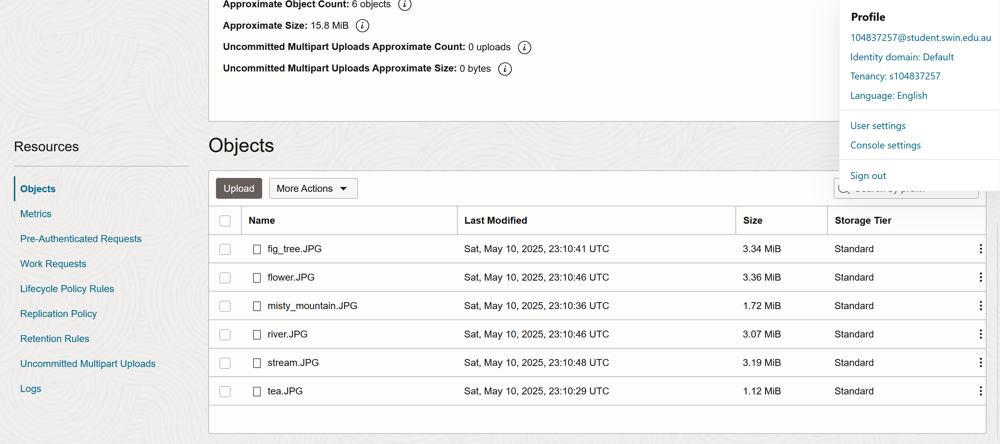 Approximate Object Count: 6 objects
Approximate Size: 15.8 MiB
Uncommitted Multipart Uploads Approximate Count: 0 uploads
Uncommitted Multipart Uploads Approximate Size: 0 bytes
Profile
104837257@student.swin.edu.au
Identity domain: Default
Tenancy: s104837257
Language: English
User settings
Console settings
Sign out
Resources
Objects
Metrics
Pre-Authenticated Requests
Work Requests
Lifecycle Policy Rules
Replication Policy
Retention Rules
Uncommitted Multipart Uploads
Logs
Objects
Upload More Actions
Search by prefix
Name Last Modified Size Storage Tier
fig_tree.JPG Sat, May 10, 2025, 23:10:41 UTC 3.34 MiB Standard
flower.JPG Sat, May 10, 2025, 23:10:46 UTC 3.36 MiB Standard
misty_mountain.JPG Sat, May 10, 2025, 23:10:36 UTC 1.72 MiB Standard
river.JPG Sat, May 10, 2025, 23:10:46 UTC 3.07 MiB Standard
stream.JPG Sat, May 10, 2025, 23:10:48 UTC 3.19 MiB Standard
tea.JPG Sat, May 10, 2025, 23:10:29 UTC 1.12 MiB Standard